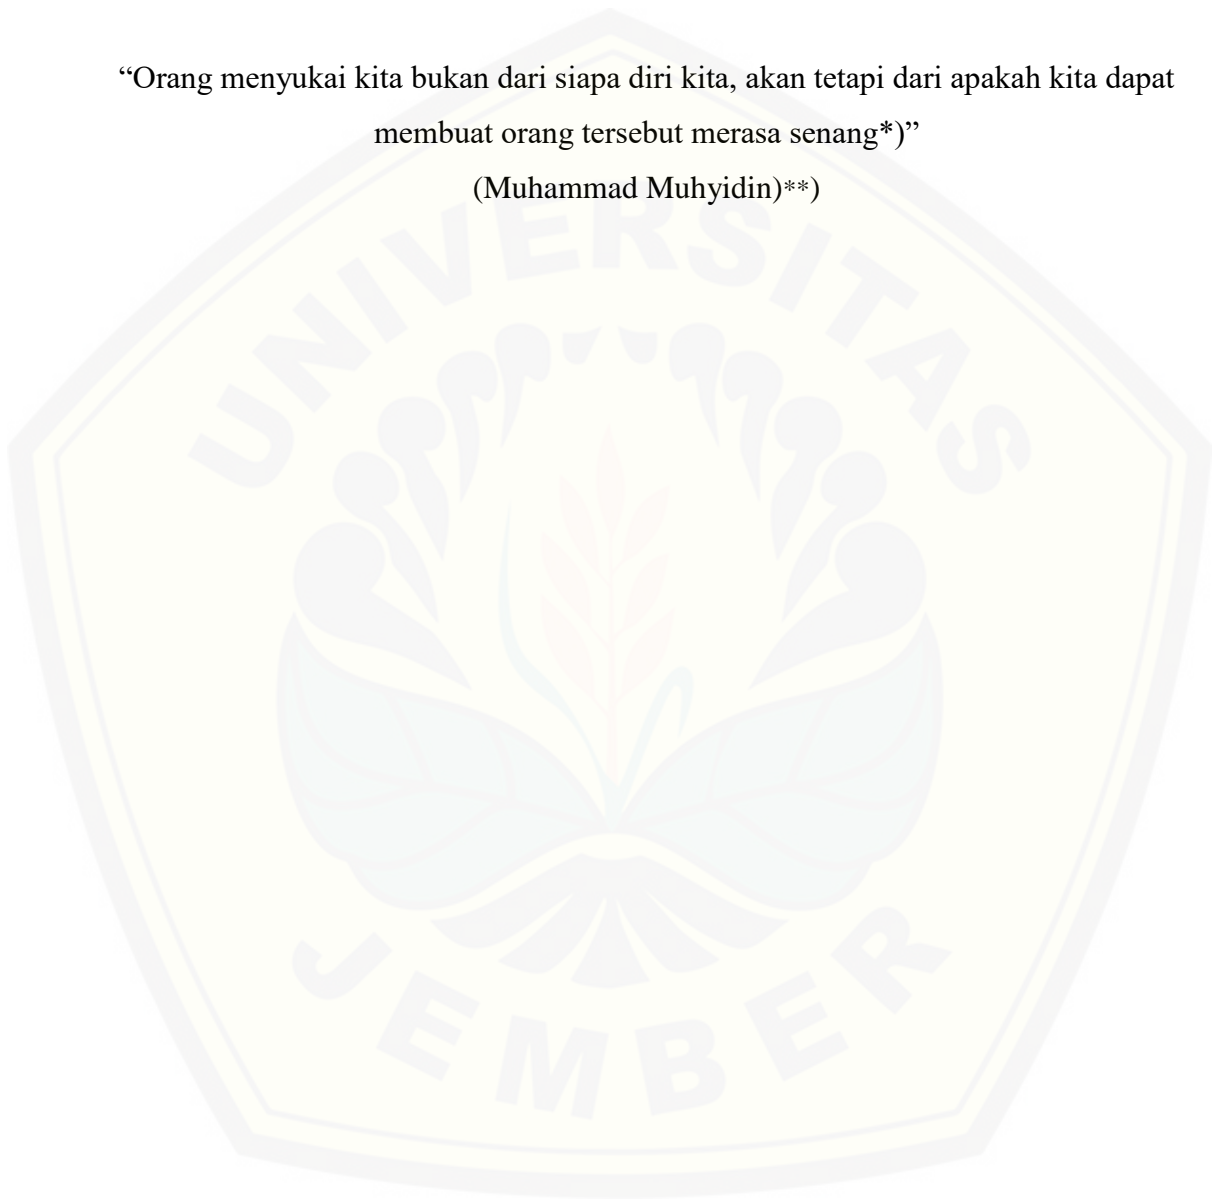 “Orang menyukai kita bukan dari siapa diri kita, akan tetapi dari apakah kita dapat
membuat orang tersebut merasa senang*)”
(Muhammad Muhyidin)**)
UNIVERSITAS
JEMBER